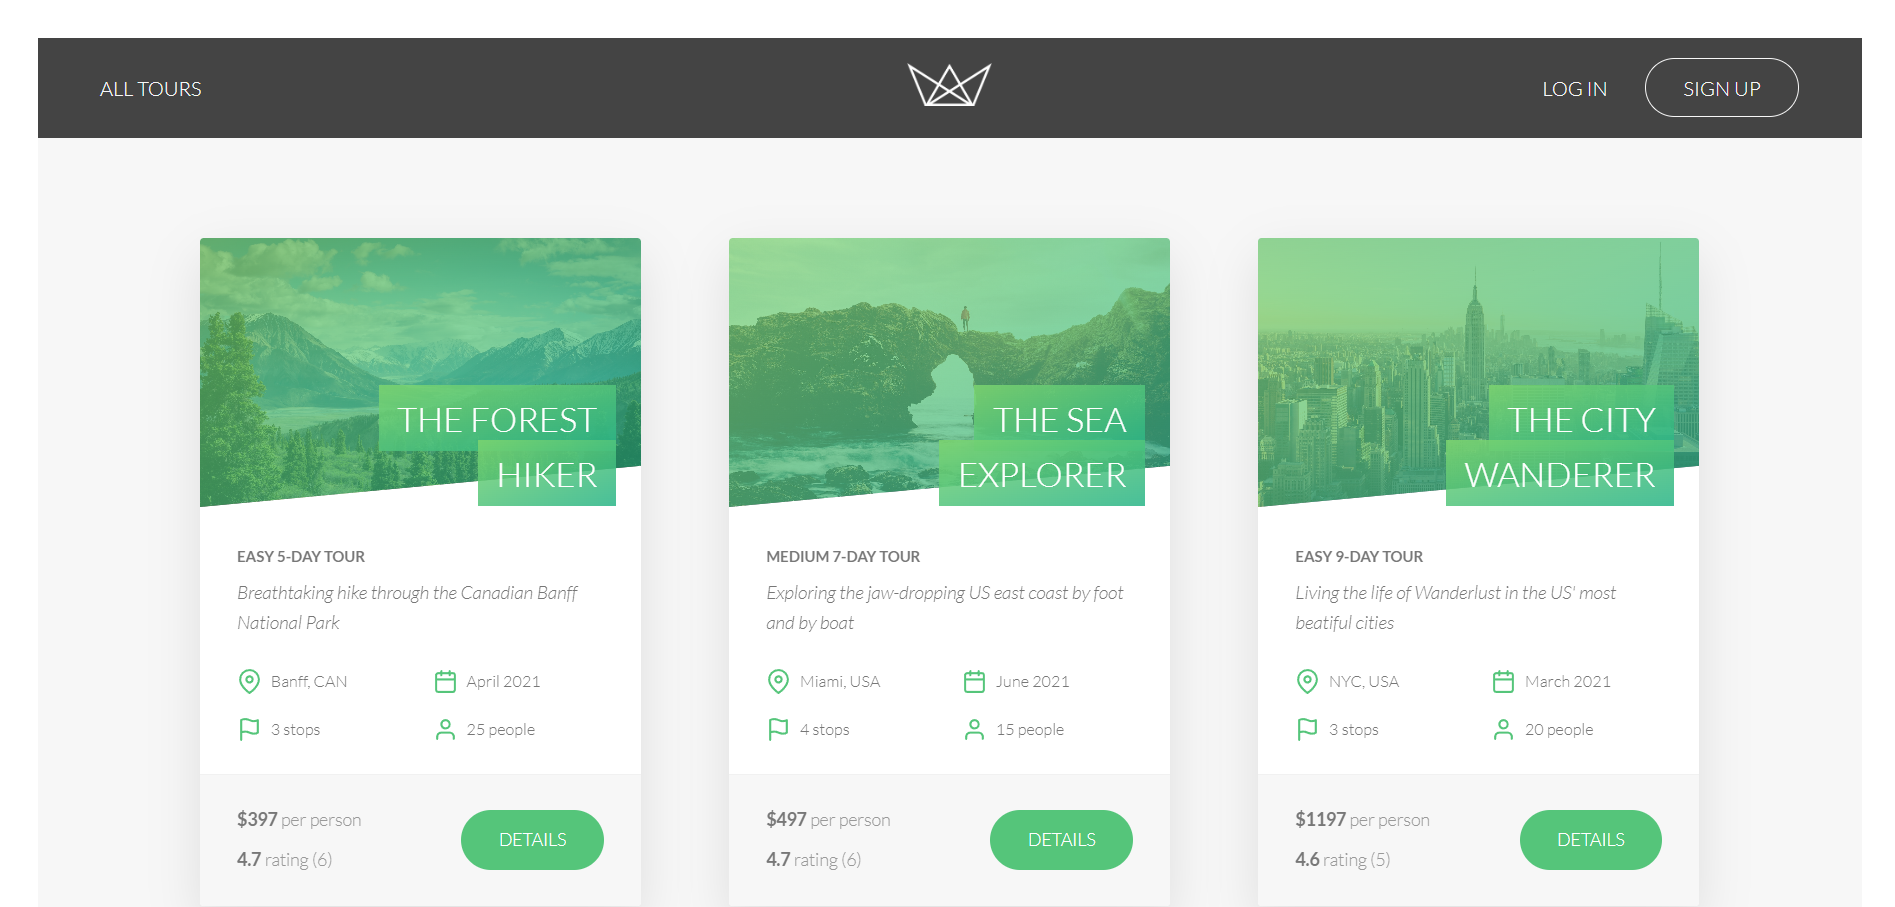 ALL TOURS
LOG IN
SIGN UP
THE FOREST
HIKER
EASY 5-DAY TOUR
Breathtaking hike through the Canadian Banff
National Park
Banff, CAN
April 2021
3 stops
25 people
$397 per person
4.7 rating (6)
DETAILS
THE SEA
EXPLORER
MEDIUM 7-DAY TOUR
Exploring the jaw-dropping US east coast by foot
and by boat
Miami, USA
June 2021
4 stops
15 people
$497 per person
4.7 rating (6)
DETAILS
THE CITY
WANDERER
EASY 9-DAY TOUR
Living the life of Wanderlust in the US' most
beatiful cities
NYC, USA
March 2021
3 stops
20 people
$1197 per person
4.6 rating (5)
DETAILS